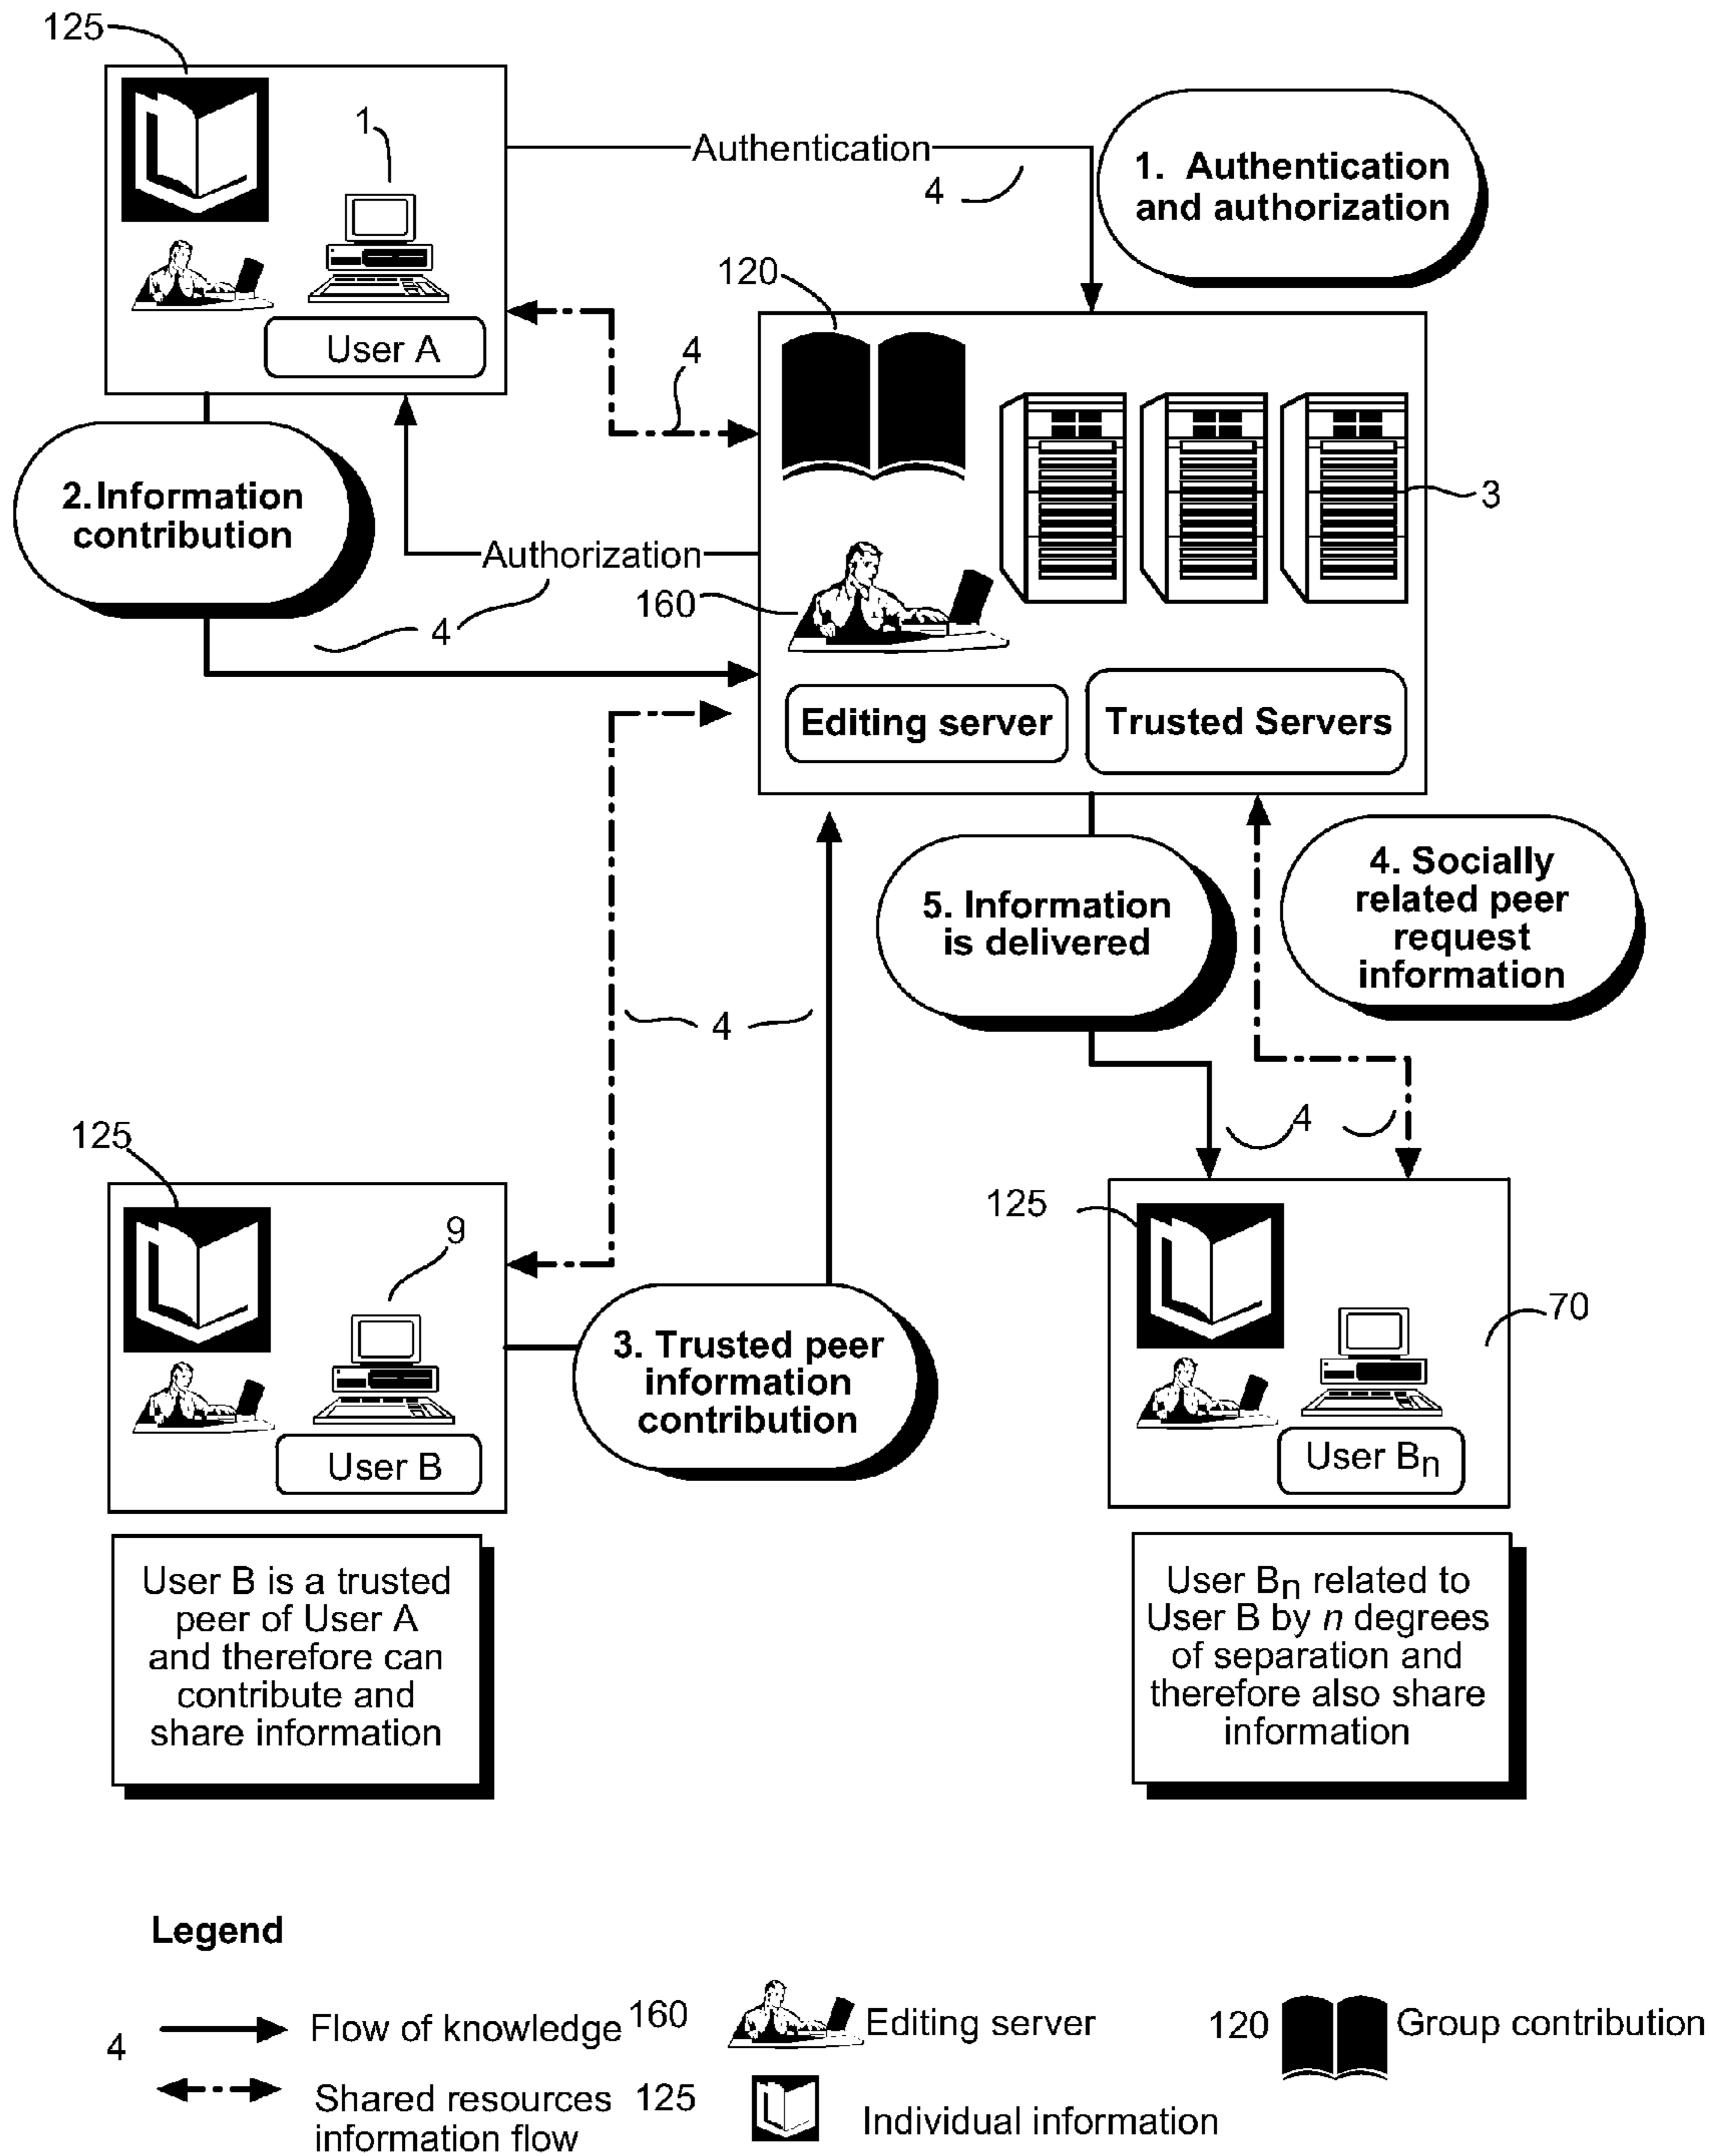 125
1
Authentication
4
1. Authentication
and authorization
120
User A
4
3
2. Information
contribution
Authorization
160
4
Editing server
Trusted Servers
4. Socially
related peer
request
information
5. Information
is delivered
4
4
125
9
125
70
3. Trusted peer
information
contribution
User B
User Bn
User B is a trusted
peer of User A
and therefore can
contribute and
share information
User Bn related to
User B by n degrees
of separation and
therefore also share
information
Legend
4
Flow of knowledge
160
Editing server
120
Group contribution
Shared resources
information flow
125
Individual information